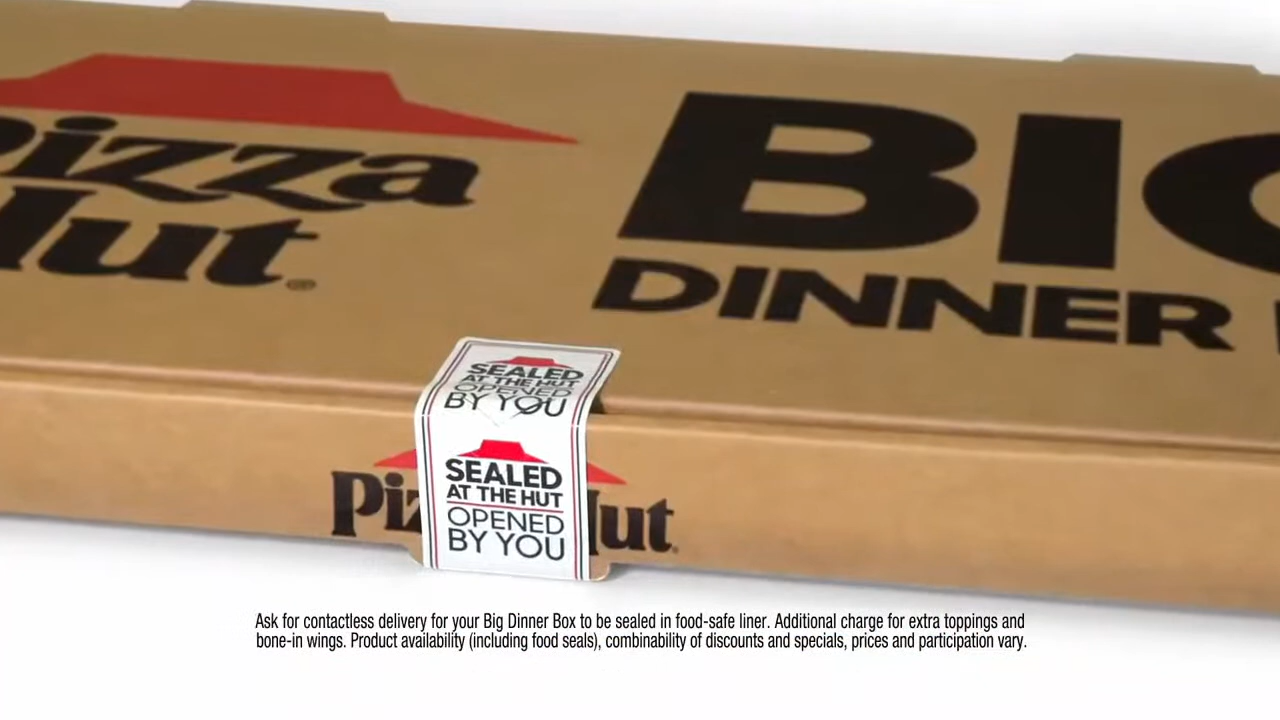 Pizza
Hut®
BIG
DINNER
SEALED
AT THE HUT
OPENED
BY YOU
SEALED
AT THE HUT
OPENED
BY YOU
Piz
ut
Ask for contactless delivery for your Big Dinner Box to be sealed in food-safe liner. Additional charge for extra toppings and
bone-in wings. Product availability (including food seals), combinability of discounts and specials, prices and participation vary.